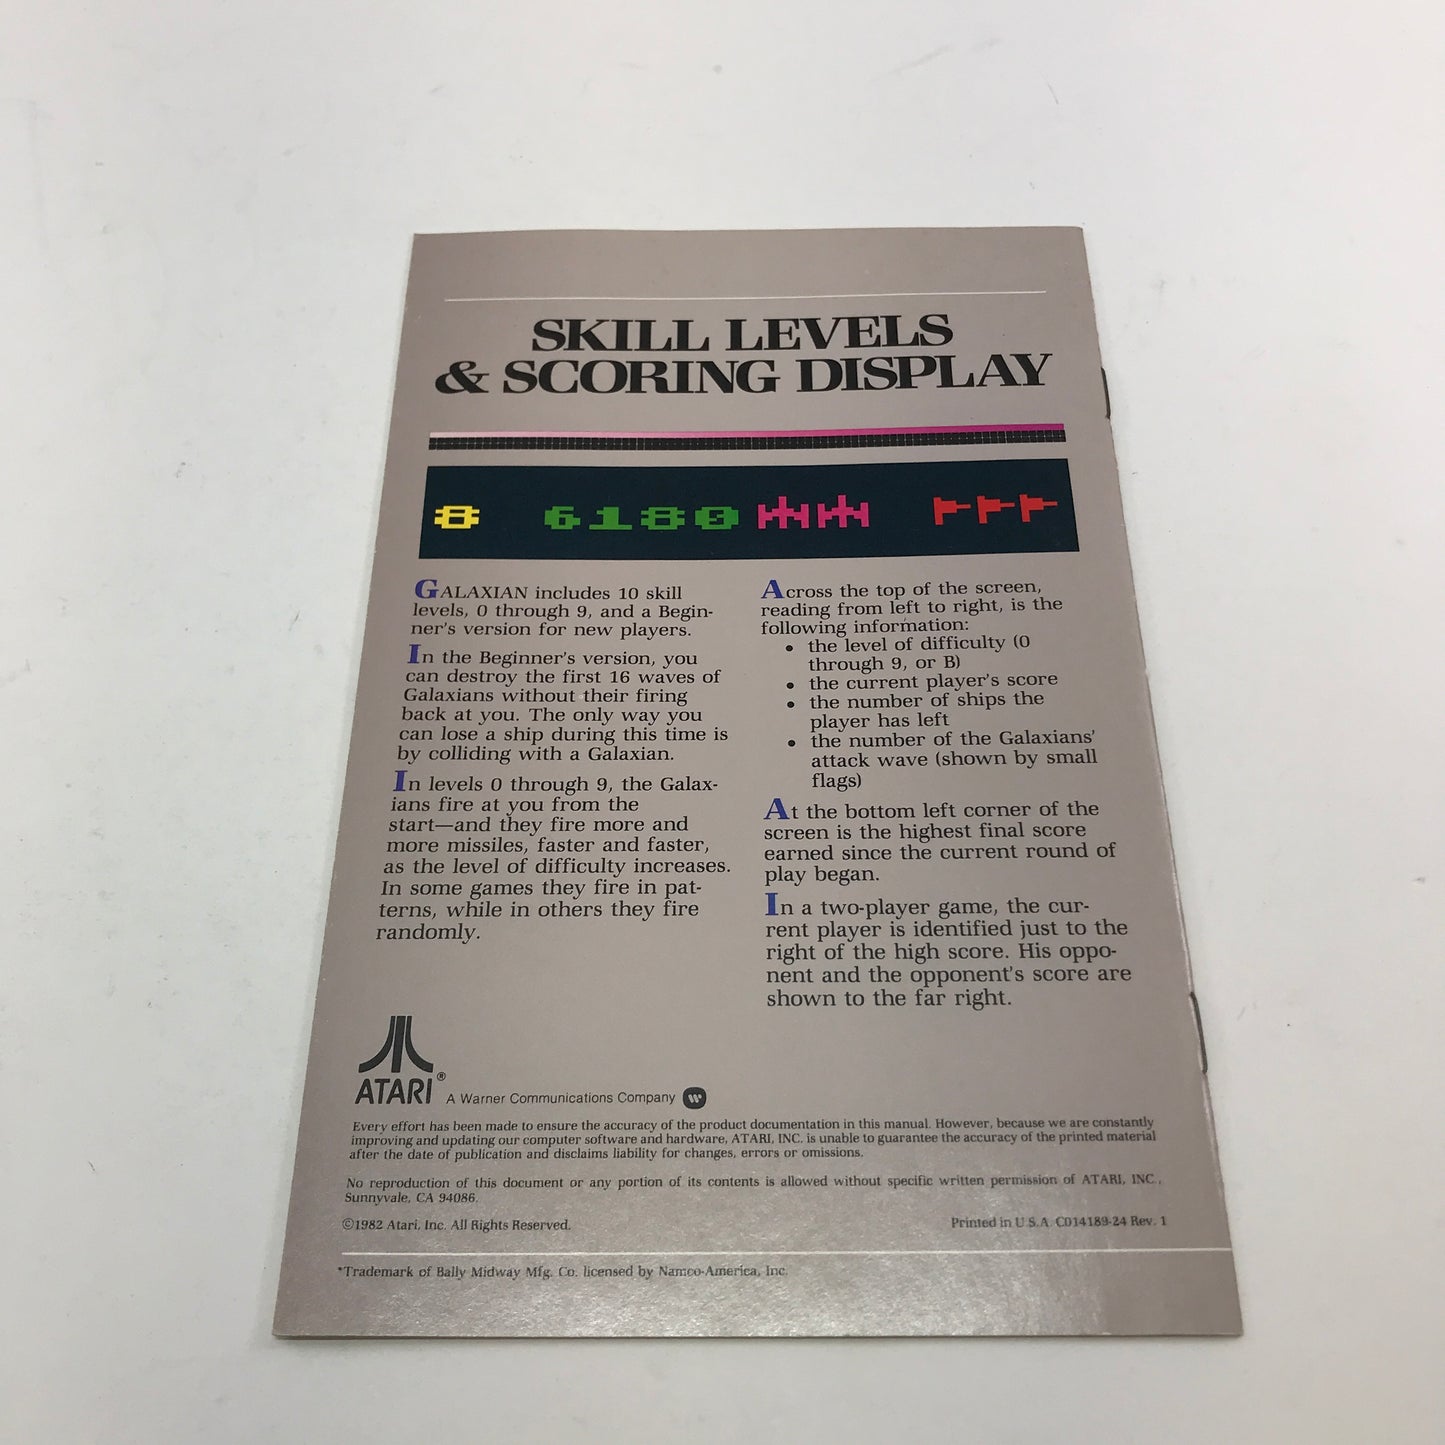 SKILL LEVELS
& SCORING DISPLAY
8 6180
GALAXIAN includes 10 skill
levels, 0 through 9, and a Begin-
ner's version for new players.
In the Beginner's version, you
can destroy the first 16 waves of
Galaxians without their firing
back at you. The only way you
can lose a ship during this time is
by colliding with a Galaxian.
In levels 0 through 9, the Galax-
ians fire at you from the
start—and they fire more and
more missiles, faster and faster,
as the level of difficulty increases.
In some games they fire in pat-
terns, while in others they fire
randomly.
Across the top of the screen,
reading from left to right, is the
following information:
• the level of difficulty (0
through 9, or B)
• the current player's score
• the number of ships the
player has left
• the number of the Galaxians'
attack wave (shown by small
flags)
At the bottom left corner of the
screen is the highest final score
earned since the current round of
play began.
In a two-player game, the cur-
rent player is identified just to the
right of the high score. His oppo-
nent and the opponent's score are
shown to the far right.
ATARI® A Warner Communications Company
Every effort has been made to ensure the accuracy of the product documentation in this manual. However, because we are constantly
improving and updating our computer software and hardware, ATARI, INC. is unable to guarantee the accuracy of the printed material
after the date of publication and disclaims liability for changes, errors or omissions.
No reproduction of this document or any portion of its contents is allowed without specific written permission of ATARI, INC.,
Sunnyvale, CA 94086.
©1982 Atari, Inc. All Rights Reserved. Printed in U.S.A. C014189-24 Rev. 1
*Trademark of Bally Midway Mfg. Co. licensed by Namco-America, Inc.